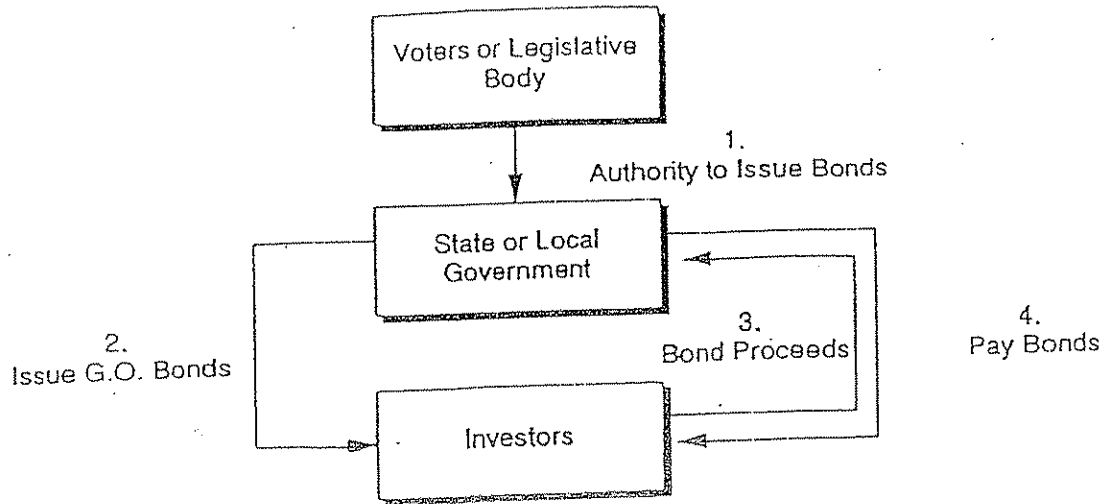 Voters or Legislative
Body
1.
Authority to Issue Bonds
State or Local
Government
2.
Issue G.O. Bonds
3.
Bond Proceeds
4.
Pay Bonds
Investors